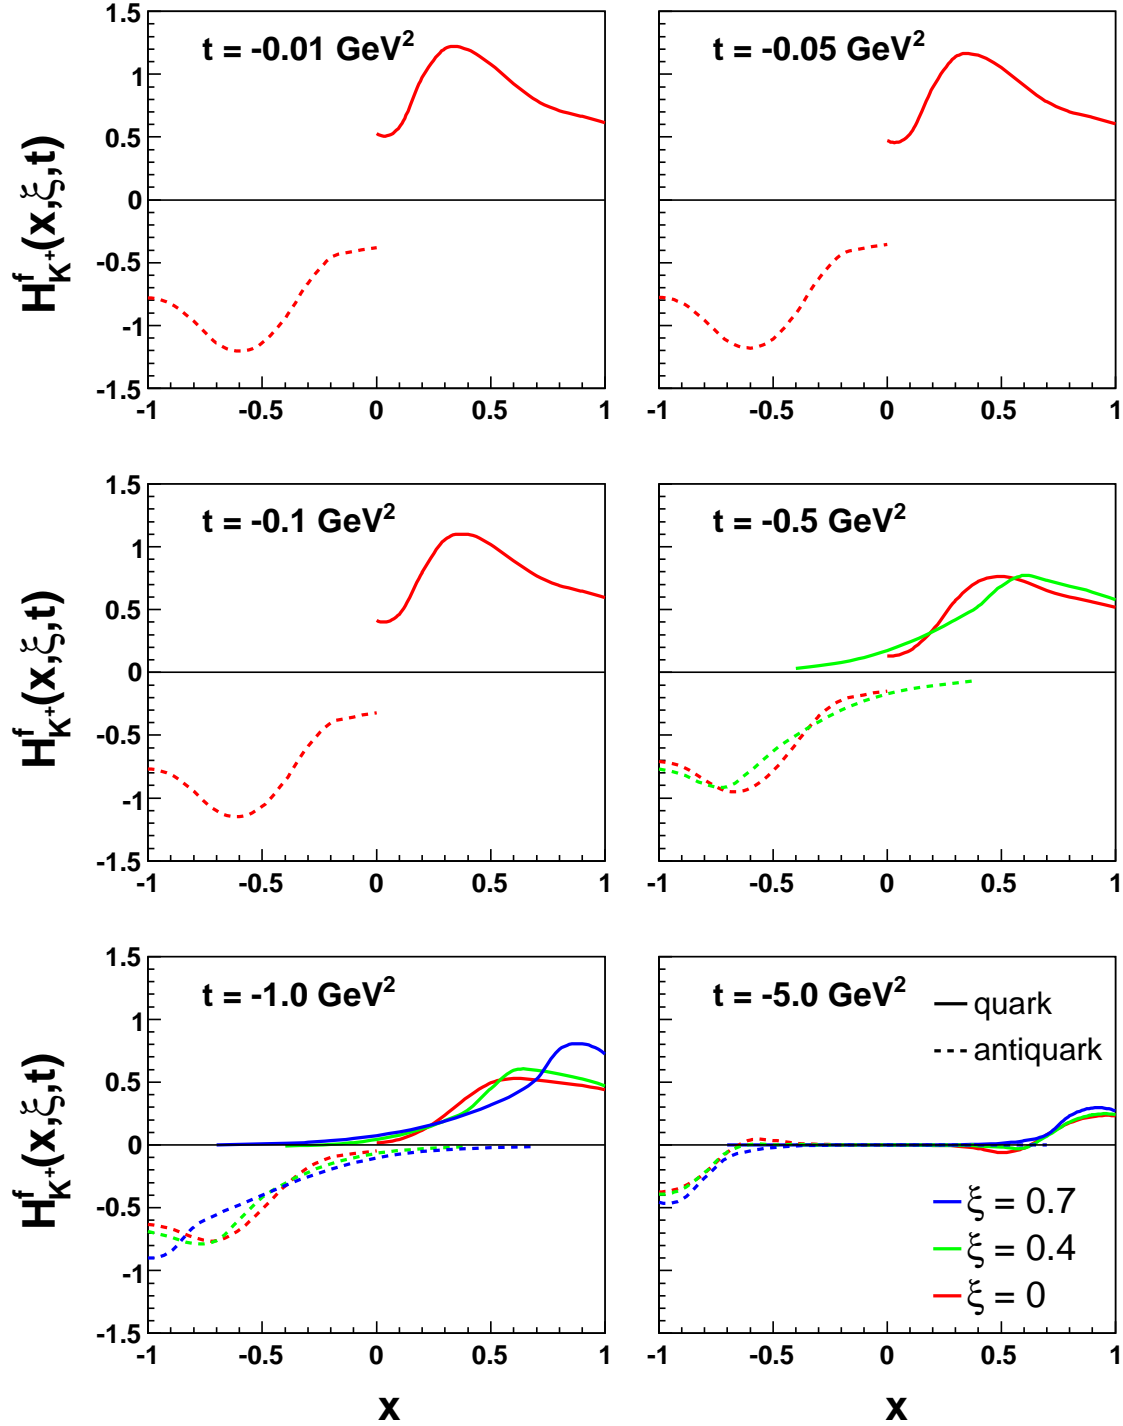 t = -0.01 GeV²
t = -0.05 GeV²
1.5
1
0.5
0
-0.5
-1
-1.5
-1 -0.5 0 0.5 1
-1 -0.5 0 0.5 1
H^f_{K⁺}(x,ξ,t)
t = -0.1 GeV²
t = -0.5 GeV²
1.5
1
0.5
0
-0.5
-1
-1.5
-1 -0.5 0 0.5 1
-1 -0.5 0 0.5 1
H^f_{K⁺}(x,ξ,t)
t = -1.0 GeV²
t = -5.0 GeV²
quark
antiquark
ξ = 0.7
ξ = 0.4
ξ = 0
1.5
1
0.5
0
-0.5
-1
-1.5
-1 -0.5 0 0.5 1
-1 -0.5 0 0.5 1
H^f_{K⁺}(x,ξ,t)
x
x